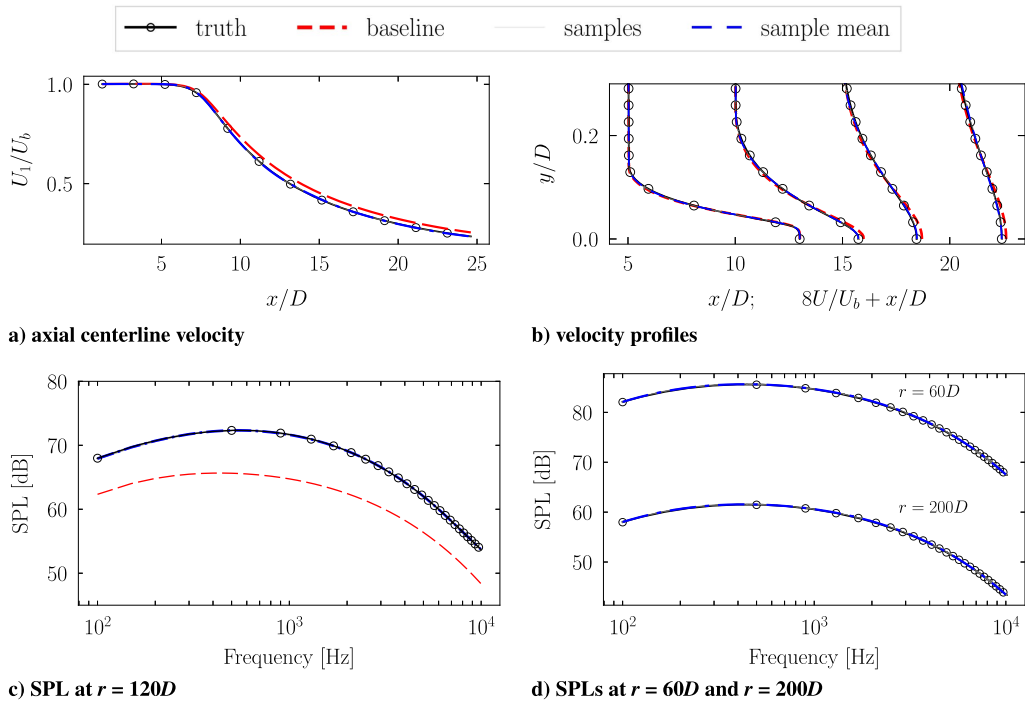 truth baseline samples sample mean
1.0
0.5
U_1/U_b
5 10 15 20 25
x/D
a) axial centerline velocity
0.2
0.0
y/D
5 10 15 20
x/D; 8U/U_b + x/D
b) velocity profiles
80
70
60
50
SPL [dB]
10^2 10^3 10^4
Frequency [Hz]
c) SPL at r = 120D
80
70
60
50
SPL [dB]
r = 60D
r = 200D
10^2 10^3 10^4
Frequency [Hz]
d) SPLs at r = 60D and r = 200D